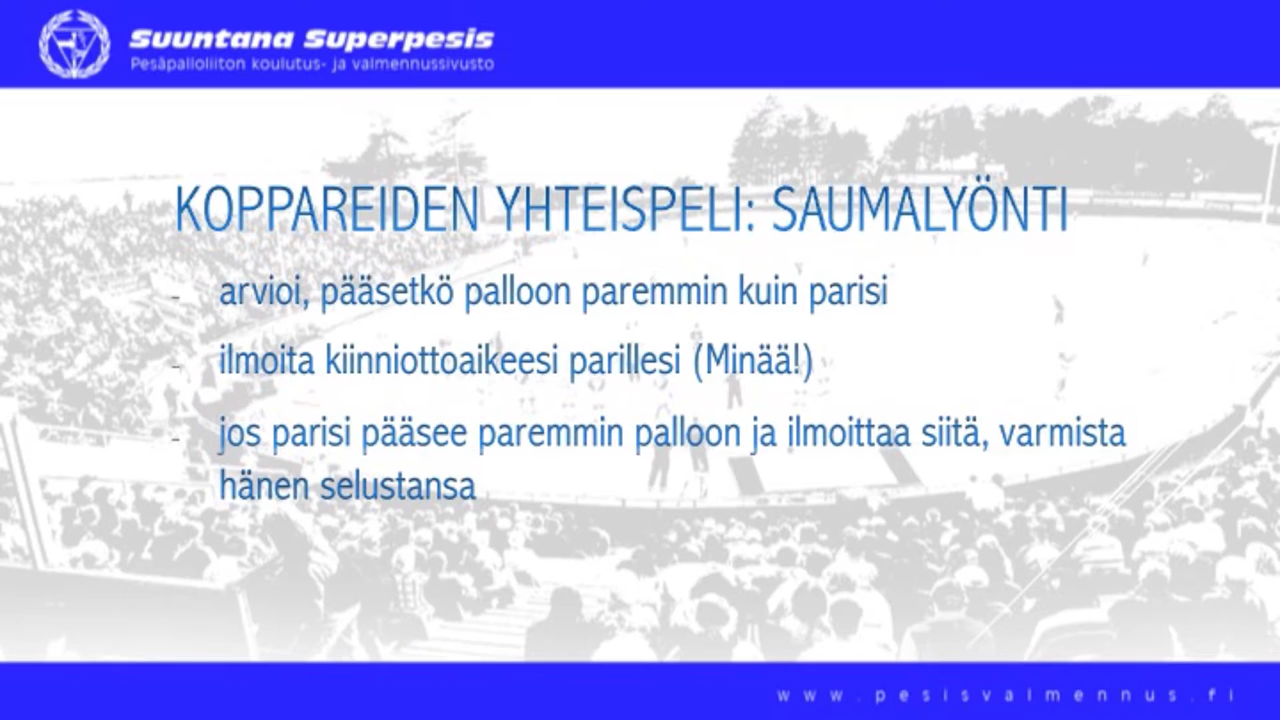 Suuntana Superpesis
Pesäpalloliiton koulutus- ja valmennussivusto
KOPPAREIDEN YHTEISPELI: SAUMALYÖNTI
- arvioi, pääsetkö palloon paremmin kuin parisi
- ilmoita kiinniottoaikeesi parillesi (Minää!)
- jos parisi pääsee paremmin palloon ja ilmoittaa siitä, varmista
hänen selustansa
www.pesisvalmennus.fi